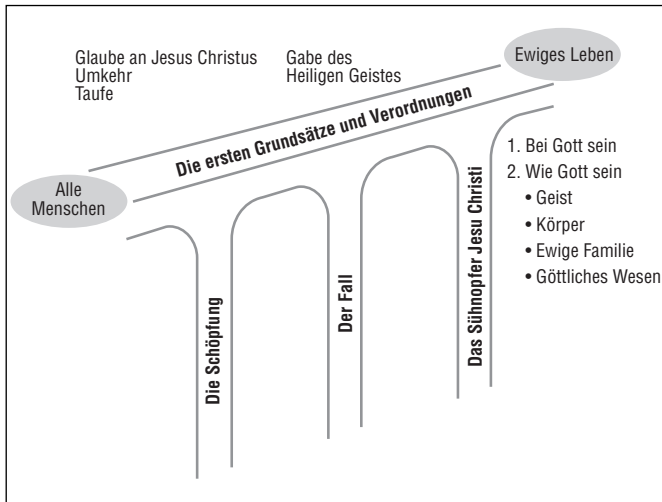 Glaube an Jesus Christus
Umkehr
Taufe
Gabe des
Heiligen Geistes
Ewiges Leben
Die ersten Grundsätze und Verordnungen
Alle
Menschen
1. Bei Gott sein
2. Wie Gott sein
• Geist
• Körper
• Ewige Familie
• Göttliches Wesen
Die Schöpfung
Der Fall
Das Sühnopfer Jesu Christi